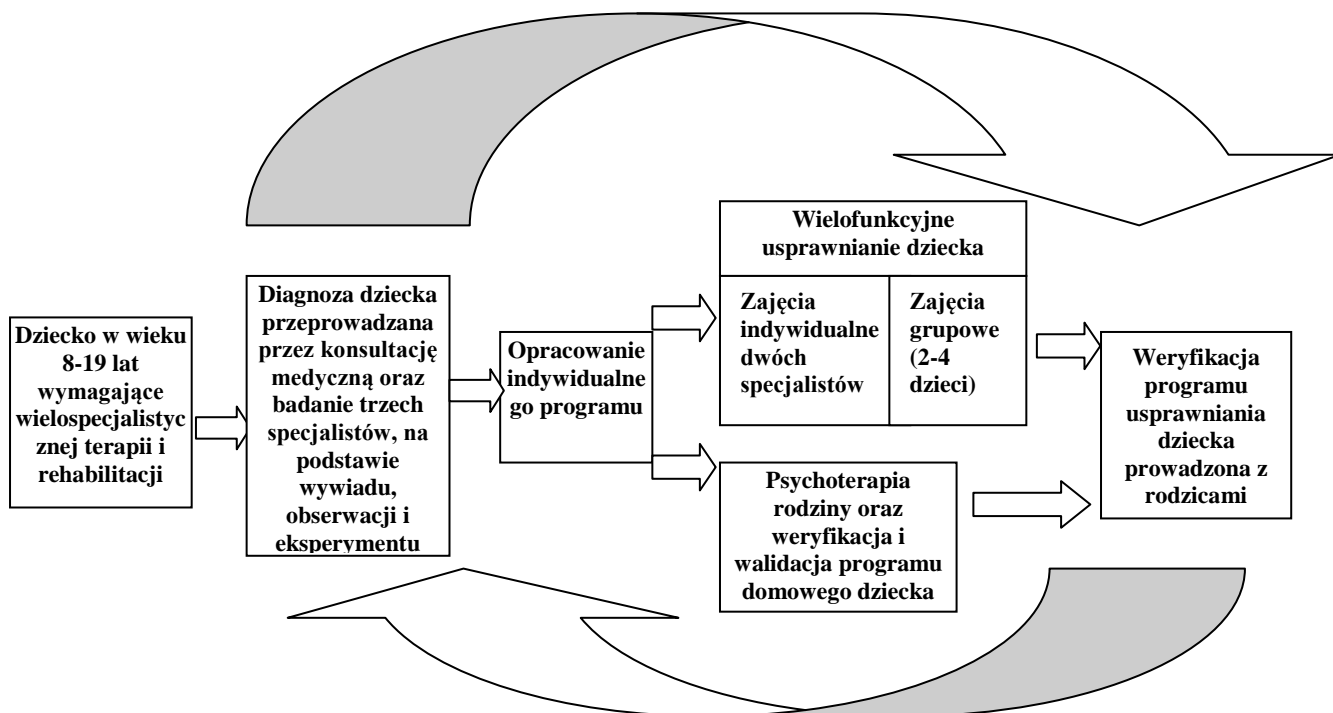 Dziecko w wieku
8-19 lat
wymagające
wielospecjalistyc
znej terapii i
rehabilitacji
Diagnoza dziecka
przeprowadzana
przez konsultację
medyczną oraz
badanie trzech
specjalistów, na
podstawie
wywiadu,
obserwacji i
eksperymentu
Opracowanie
indywidualne
go programu
Wielofunkcyjne
usprawnianie dziecka
Zajęcia
indywidualne
dwóch
specjalistów
Zajęcia
grupowe
(2-4
dzieci)
Psychoterapia
rodziny oraz
weryfikacja i
walidacja programu
domowego dziecka
Weryfikacja
programu
usprawniania
dziecka
prowadzona z
rodzicami